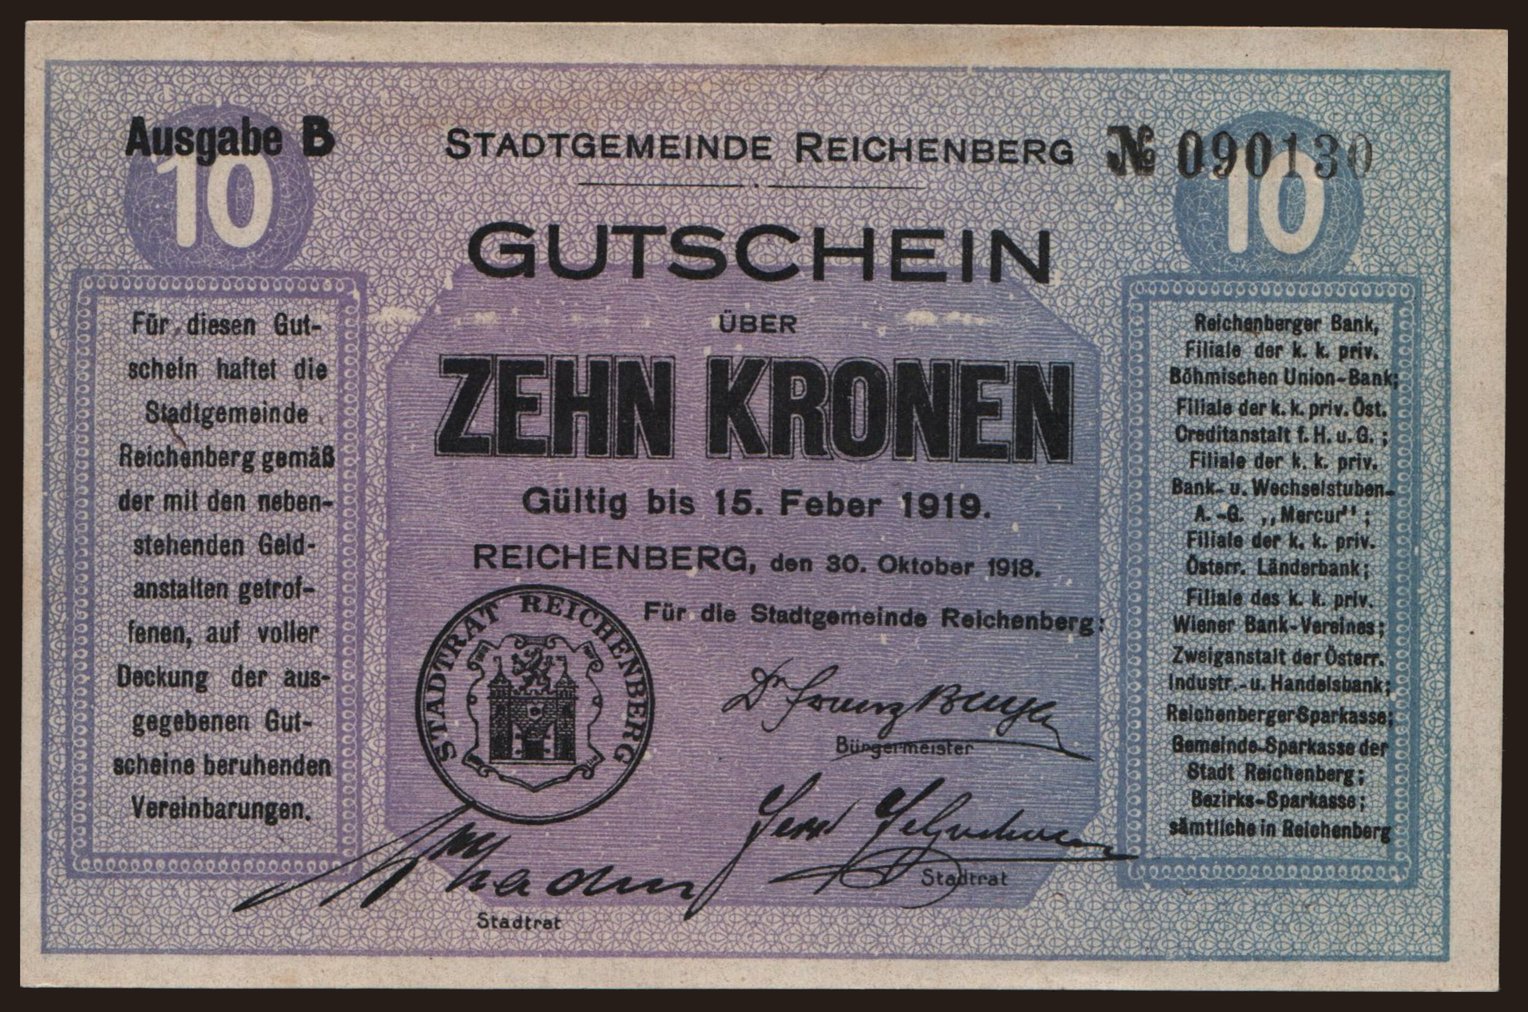 Ausgabe B
10
STADTGEMEINDE REICHENBERG
№ 090130
10
GUTSCHEIN
ÜBER
ZEHN KRONEN
Gültig bis 15. Feber 1919.
REICHENBERG, den 30. Oktober 1918.
Für die Stadtgemeinde Reichenberg:
Für diesen Gut-
schein haftet die
Stadtgemeinde
Reichenberg gemäß
der mit den neben-
stehenden Geld-
anstalten getrof-
fenen, auf voller
Deckung der aus-
gegebenen Gut-
scheine beruhenden
Vereinbarungen.
Reichenberger Bank,
Filiale der k. k. priv.
Böhmischen Union-Bank;
Filiale der k. k. priv. Öst.
Creditanstalt f. H. u. G. ;
Filiale der k. k. priv.
Bank- u. Wechselstuben-
A.-G. ,,Mercur'' ;
Filiale der k. k. priv.
Österr. Länderbank;
Filiale des k. k. priv.
Wiener Bank-Vereines;
Zweiganstalt der Österr.
Industr.- u. Handelsbank;
Reichenberger Sparkasse;
Gemeinde-Sparkasse der
Stadt Reichenberg;
Bezirks-Sparkasse;
sämtliche in Reichenberg
STADTRAT REICHENBERG
Dr Franz Bayer
Bürgermeister
Stadtrat
Stadtrat